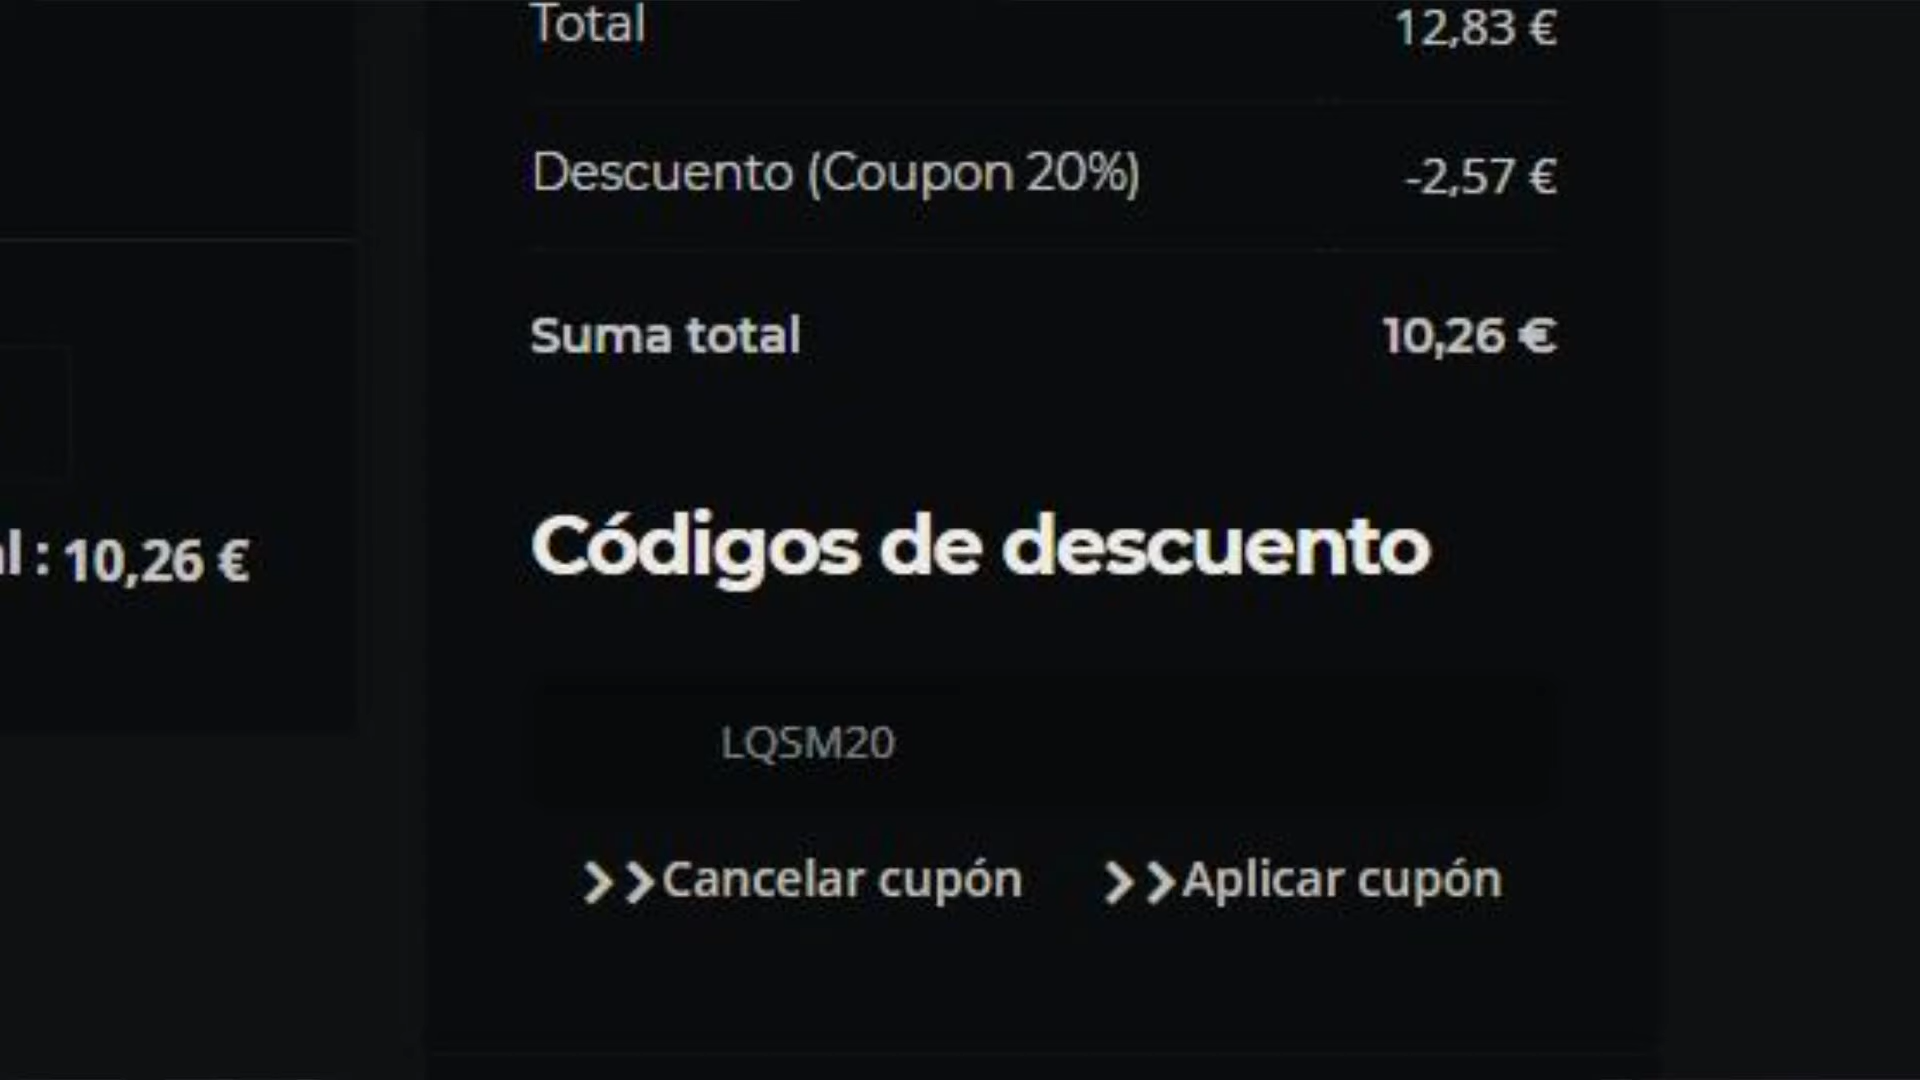 Total 12,83 €
Descuento (Coupon 20%) -2,57 €
Suma total 10,26 €
l : 10,26 €
Códigos de descuento
LQSM20
>>Cancelar cupón >>Aplicar cupón